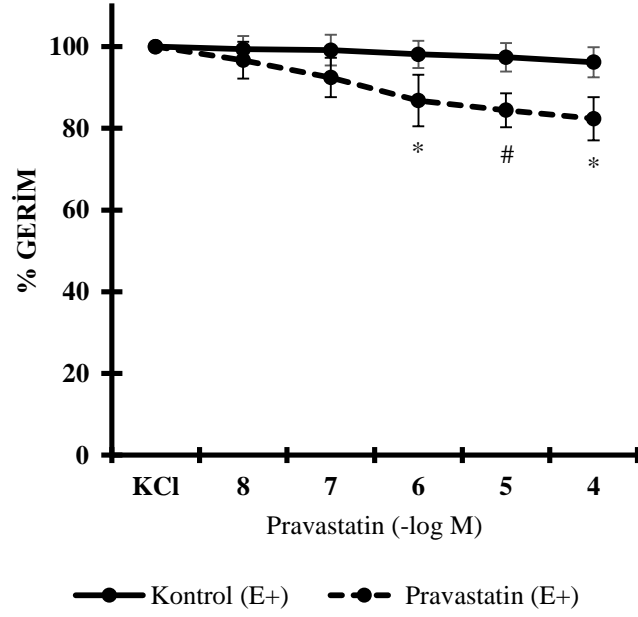 % GERİM
100
80
60
40
20
0
* # *
KCl 8 7 6 5 4
Pravastatin (-log M)
Kontrol (E+) Pravastatin (E+)